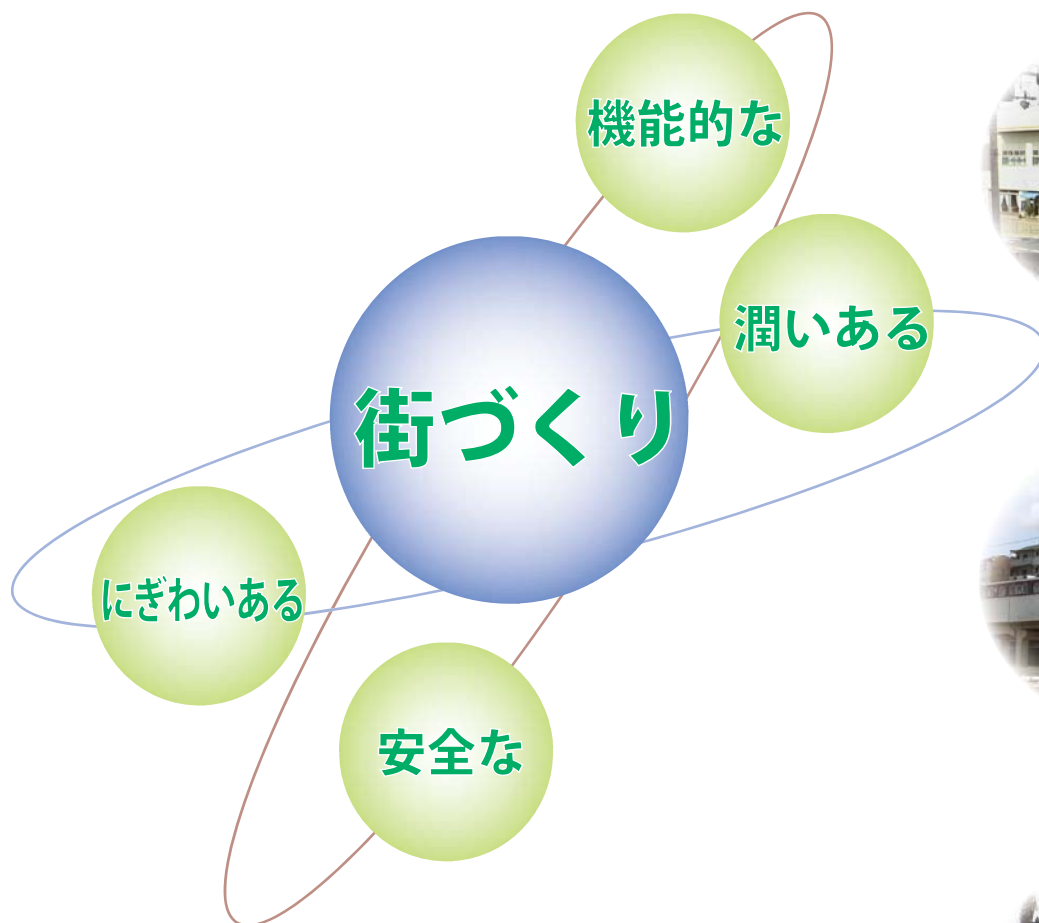 機能的な
潤いある
街づくり
にぎわいある
安全な